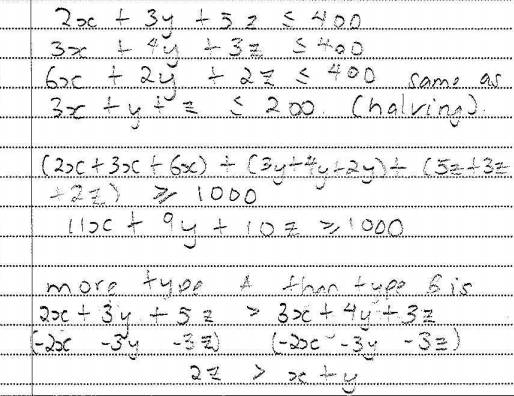 2x + 3y + 5z ≤ 400
3x + 4y + 3z ≤ 400
6x + 2y + 2z ≤ 400 same as
3x + y + z ≤ 200. (halving).
(2x+3x+6x) + (3y+4y+2y)+ (5z+3z
+2z) ⩾ 1000
11x + 9y + 10z ⩾ 1000
more type A than type B is
2x + 3y + 5z > 3x + 4y + 3z
(-2x -3y -3z) (-2x -3y -3z)
2z > x + y